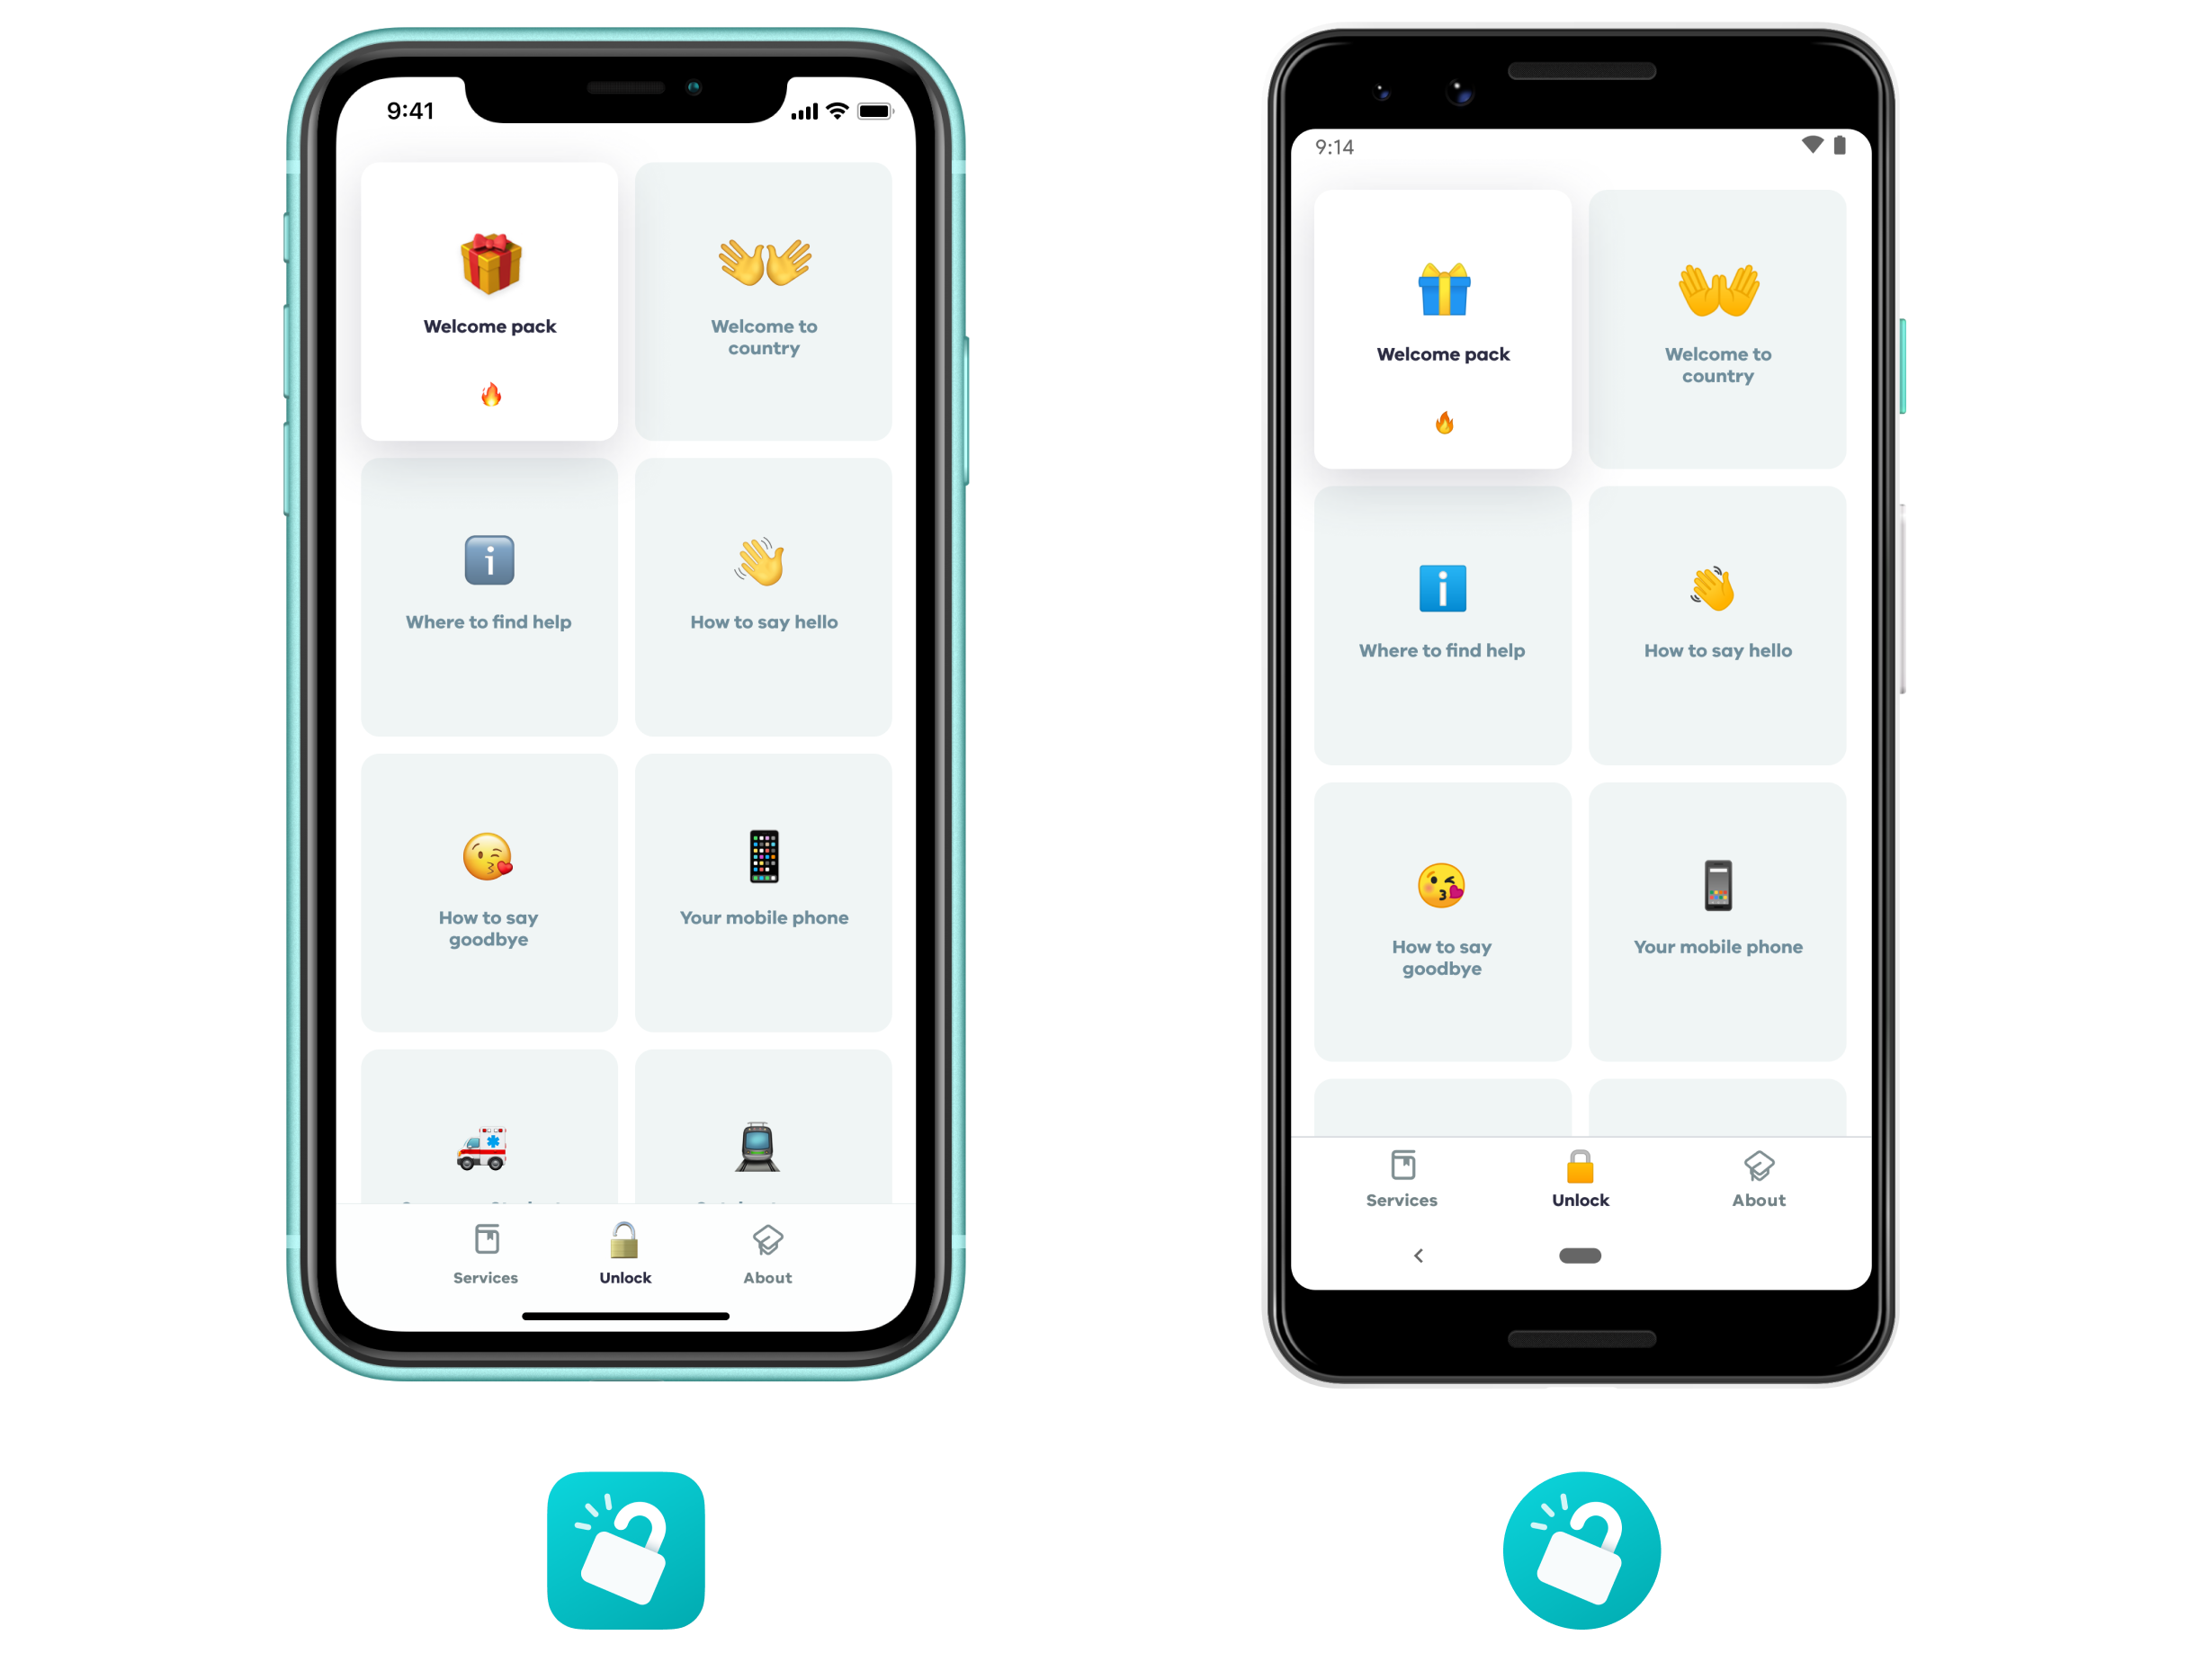 9:41
Welcome pack
Welcome to
country
Where to find help
How to say hello
How to say
goodbye
Your mobile phone
Services
Unlock
About
9:14
Welcome pack
Welcome to
country
Where to find help
How to say hello
How to say
goodbye
Your mobile phone
Services
Unlock
About